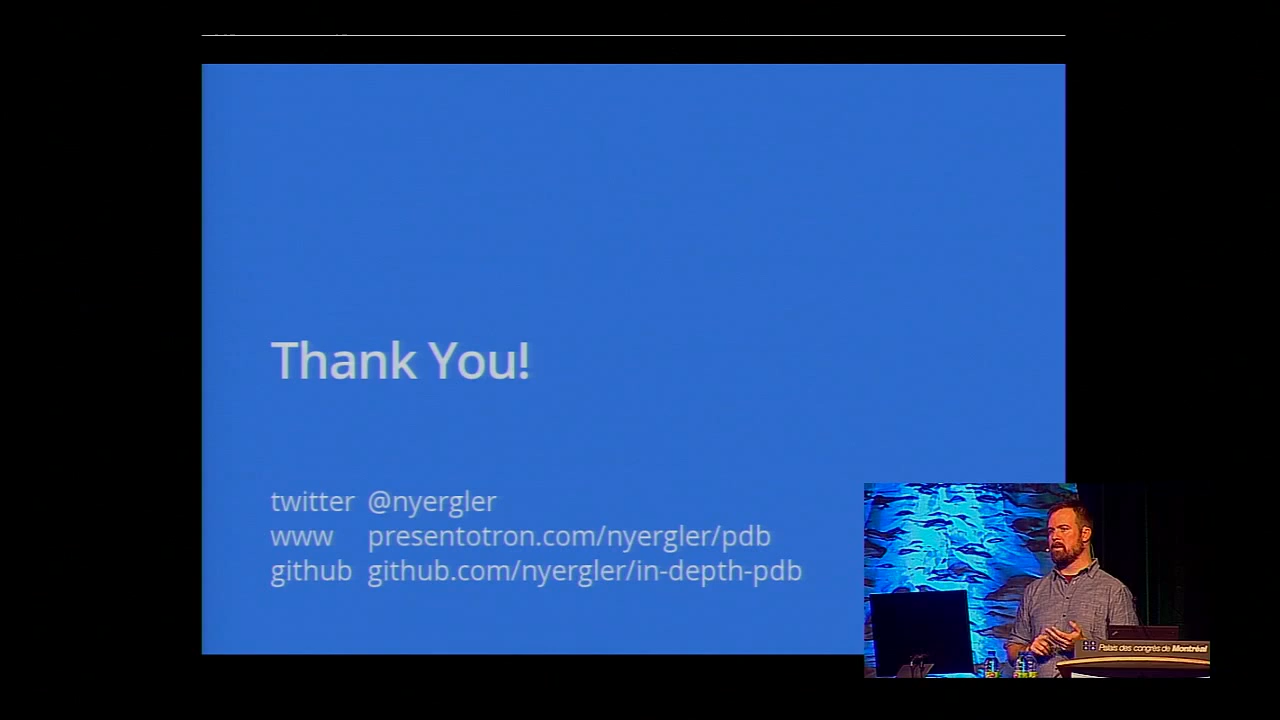 Thank You!
twitter @nyergler
www presentotron.com/nyergler/pdb
github github.com/nyergler/in-depth-pdb
Palais des congrès de Montréal